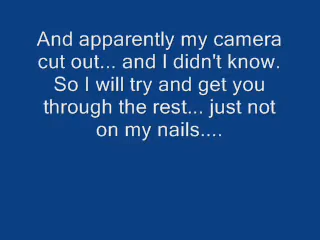 And apparently my camera
cut out... and I didn't know.
So I will try and get you
through the rest... just not
on my nails....